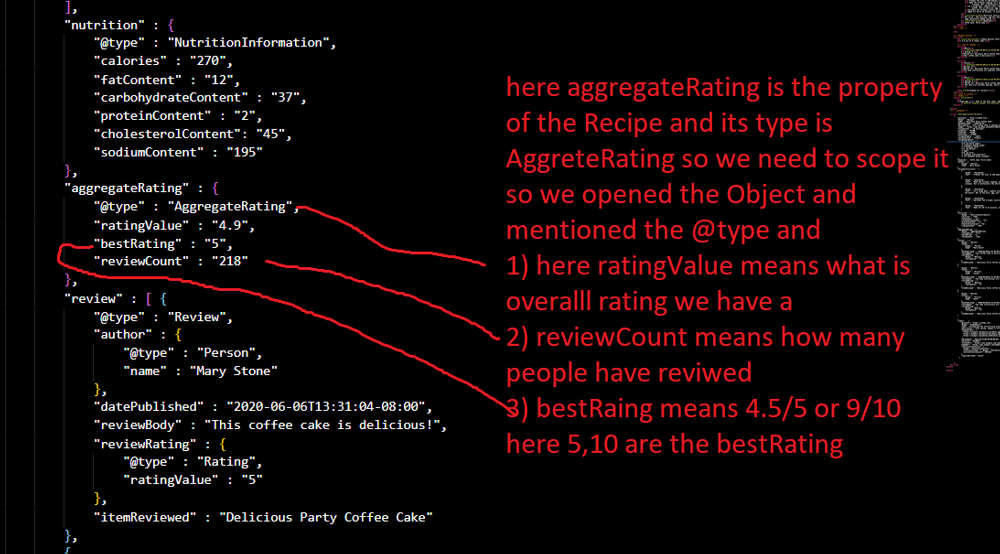 ],
"nutrition" : {
"@type" : "NutritionInformation",
"calories" : "270",
"fatContent" : "12",
"carbohydrateContent" : "37",
"proteinContent" : "2",
"cholesterolContent": "45",
"sodiumContent" : "195"
},
"aggregateRating" : {
"@type" : "AggregateRating",
"ratingValue" : "4.9",
"bestRating" : "5",
"reviewCount" : "218"
},
"review" : [ {
"@type" : "Review",
"author" : {
"@type" : "Person",
"name" : "Mary Stone"
},
"datePublished" : "2020-06-06T13:31:04-08:00",
"reviewBody" : "This coffee cake is delicious!",
"reviewRating" : {
"@type" : "Rating",
"ratingValue" : "5"
},
"itemReviewed" : "Delicious Party Coffee Cake"
},
{
here aggregateRating is the property
of the Recipe and its type is
AggreteRating so we need to scope it
so we opened the Object and
mentioned the @type and
1) here ratingValue means what is
overalll rating we have a
2) reviewCount means how many
people have reviwed
3) bestRaing means 4.5/5 or 9/10
here 5,10 are the bestRating